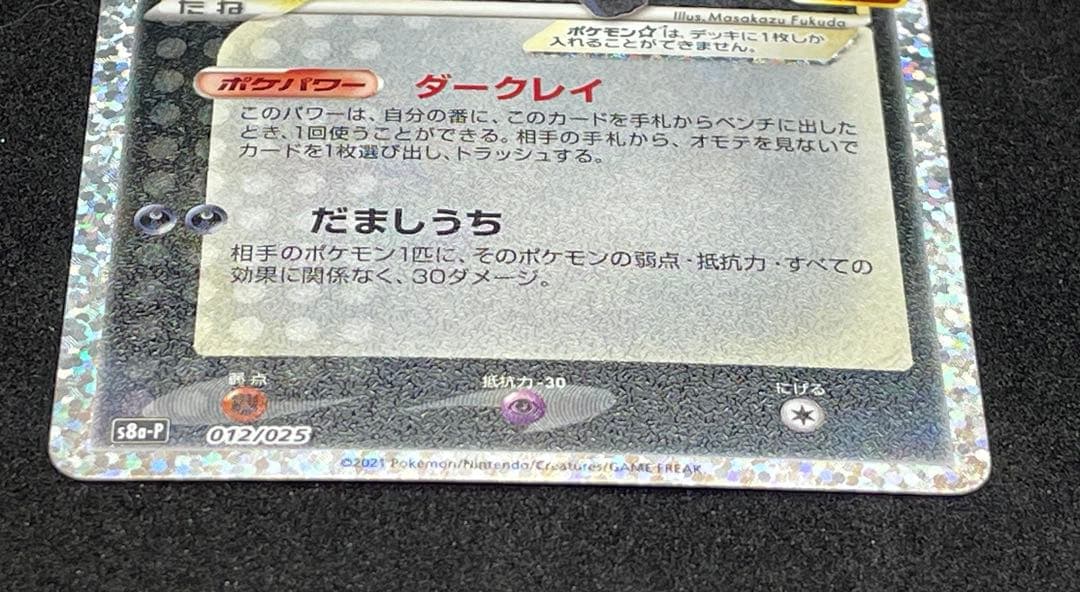 たね
Illus. Masakazu Fukuda
ポケモン☆は、デッキに1枚しか
入れることができません。
ポケパワー ダークレイ
このパワーは、自分の番に、このカードを手札からベンチに出した
とき、1回使うことができる。相手の手札から、オモテを見ないで
カードを1枚選び出し、トラッシュする。
だましうち
相手のポケモン1匹に、そのポケモンの弱点・抵抗力・すべての
効果に関係なく、30ダメージ。
弱点 抵抗力-30 にげる
s8a-P 012/025
©2021 Pokémon/Nintendo/Creatures/GAME FREAK